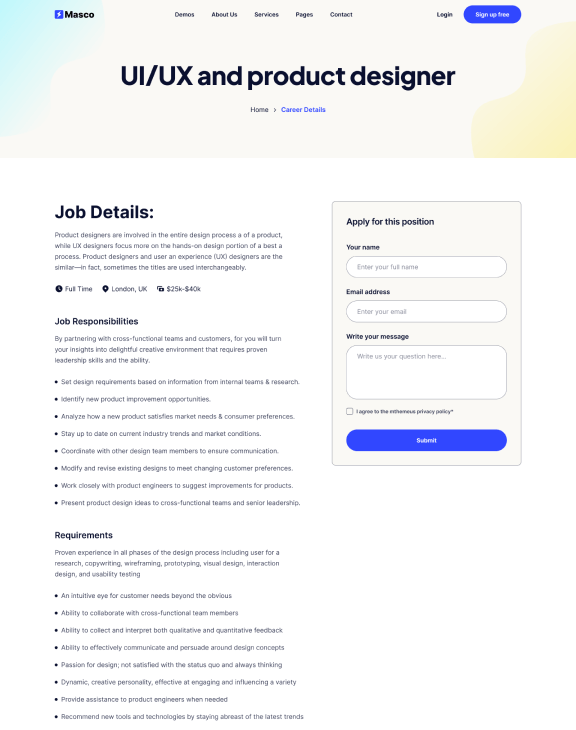 Masco
Demos
About Us
Services
Pages
Contact
Login
Sign up free
UI/UX and product designer
Home > Career Details
Job Details:
Product designers are involved in the entire design process a of a product,
while UX designers focus more on the hands-on design portion of a best a
process. Product designers and user an experience (UX) designers are the
similar—in fact, sometimes the titles are used interchangeably.
Full Time
London, UK
$25k-$40k
Job Responsibilities
By partnering with cross-functional teams and customers, for you will turn
your insights into delightful creative environment that requires proven
leadership skills and the ability.
Set design requirements based on information from internal teams & research.
Identify new product improvement opportunities.
Analyze how a new product satisfies market needs & consumer preferences.
Stay up to date on current industry trends and market conditions.
Coordinate with other design team members to ensure communication.
Modify and revise existing designs to meet changing customer preferences.
Work closely with product engineers to suggest improvements for products.
Present product design ideas to cross-functional teams and senior leadership.
Requirements
Proven experience in all phases of the design process including user for a
research, copywriting, wireframing, prototyping, visual design, interaction
design, and usability testing
An intuitive eye for customer needs beyond the obvious
Ability to collaborate with cross-functional team members
Ability to collect and interpret both qualitative and quantitative feedback
Ability to effectively communicate and persuade around design concepts
Passion for design; not satisfied with the status quo and always thinking
Dynamic, creative personality, effective at engaging and influencing a variety
Provide assistance to product engineers when needed
Recommend new tools and technologies by staying abreast of the latest trends
Apply for this position
Your name
Enter your full name
Email address
Enter your email
Write your message
Write us your question here...
I agree to the mthemeus privacy policy*
Submit